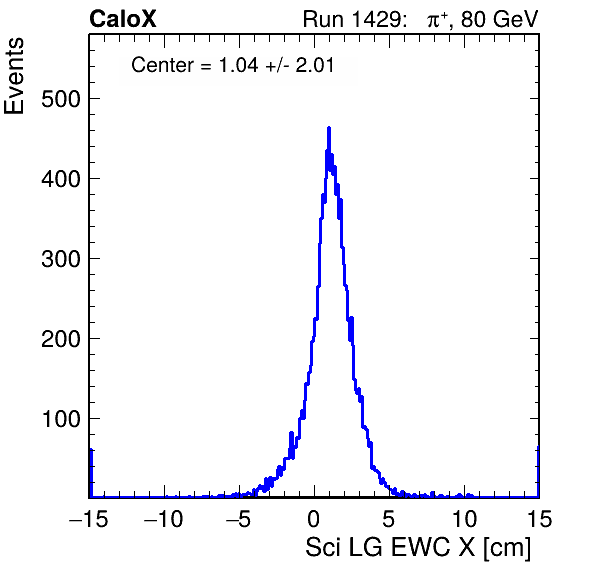 CaloX Run 1429: π⁺, 80 GeV
Events
Center = 1.04 +/- 2.01
500
400
300
200
100
−15 −10 −5 0 5 10 15
Sci LG EWC X [cm]